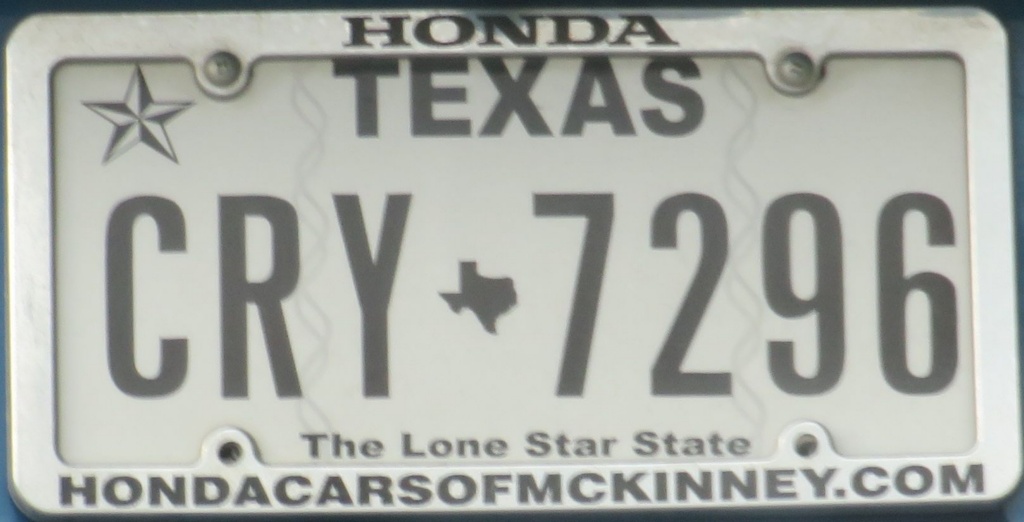 HONDA
TEXAS
CRY 7296
The Lone Star State
HONDACARSOFMCKINNEY.COM